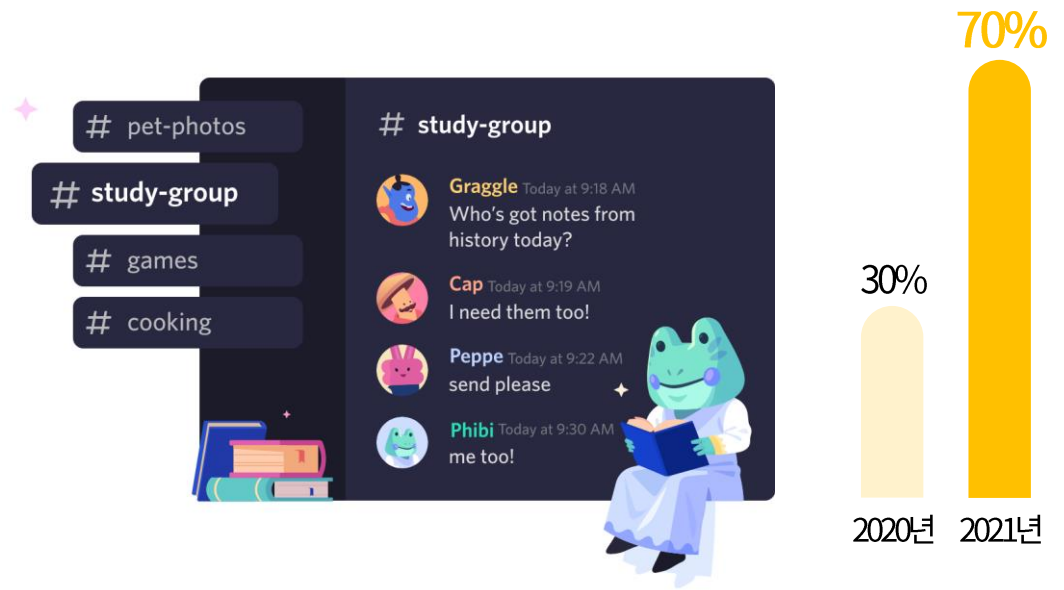 # pet-photos
# study-group
# games
# cooking
# study-group
Graggle Today at 9:18 AM
Who's got notes from
history today?
Cap Today at 9:19 AM
I need them too!
Peppe Today at 9:22 AM
send please
Phibi Today at 9:30 AM
me too!
30%
70%
2020년
2021년